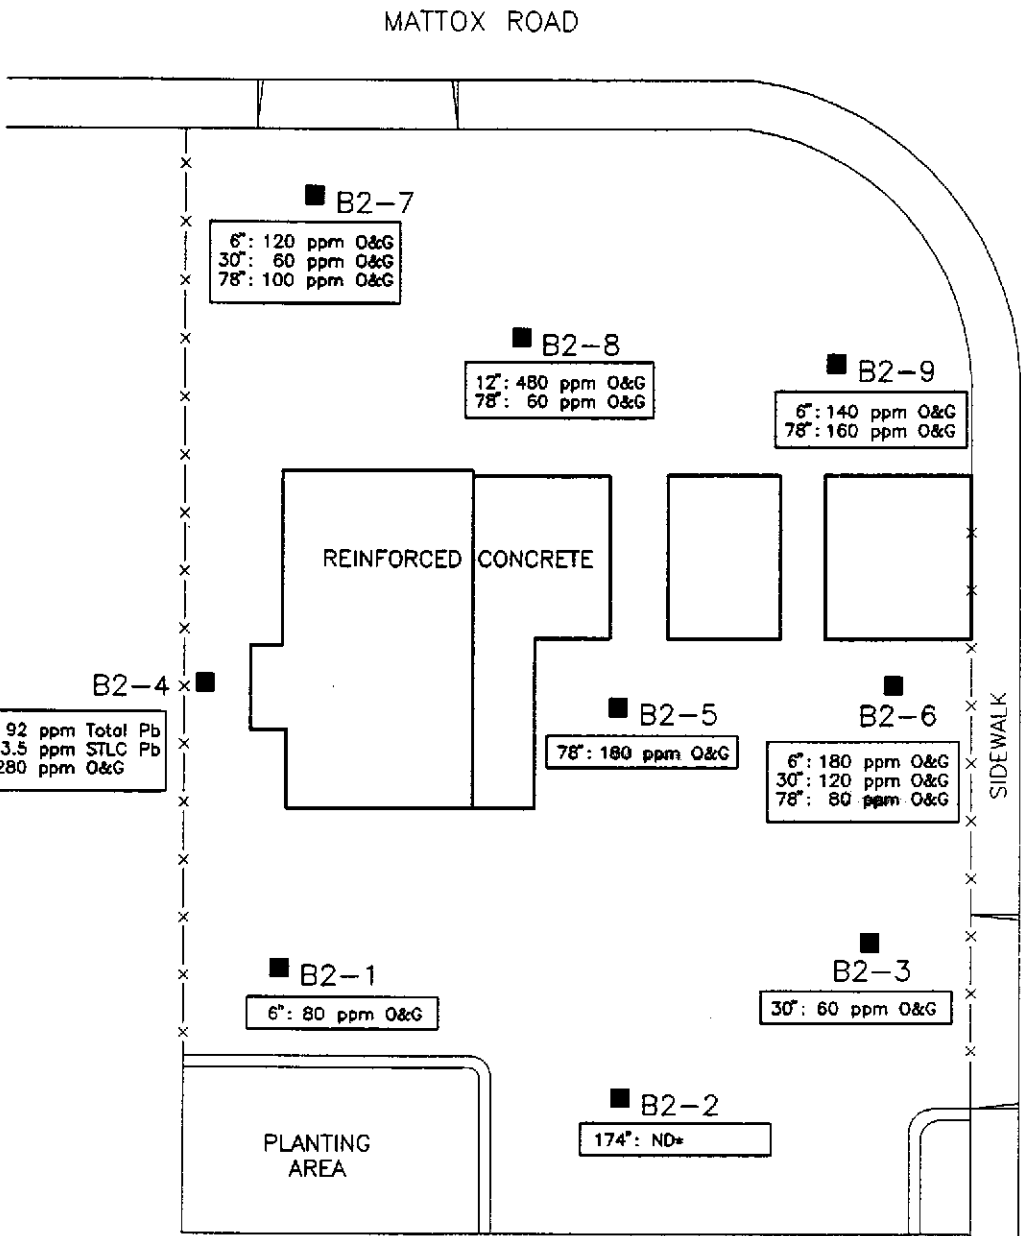 MATTOX ROAD
B2-7
6": 120 ppm O&G
30": 60 ppm O&G
78": 100 ppm O&G
B2-8
12": 480 ppm O&G
78": 60 ppm O&G
B2-9
6": 140 ppm O&G
78": 160 ppm O&G
REINFORCED CONCRETE
B2-4
92 ppm Total Pb
3.5 ppm STLC Pb
280 ppm O&G
B2-5
78": 180 ppm O&G
B2-6
6": 180 ppm O&G
30": 120 ppm O&G
78": 80 ppm O&G
SIDEWALK
B2-1
6": 80 ppm O&G
B2-3
30": 60 ppm O&G
B2-2
174": ND*
PLANTING
AREA